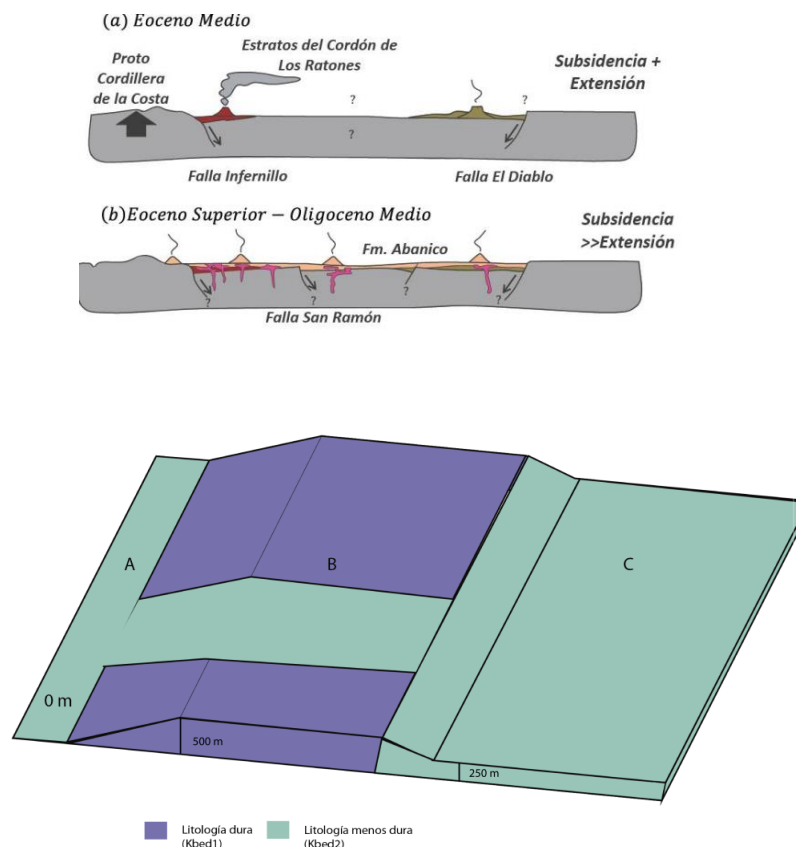 (a) Eoceno Medio
Proto
Cordillera
de la Costa
Estratos del Cordón de
Los Ratones
?
?
Subsidencia +
Extensión
?
Falla Infernillo
Falla El Diablo
(b)Eoceno Superior − Oligoceno Medio
Subsidencia
>>Extensión
Fm. Abanico
?
?
?
?
Falla San Ramón
A
B
C
0 m
500 m
250 m
Litología dura
(Kbed1)
Litología menos dura
(Kbed2)